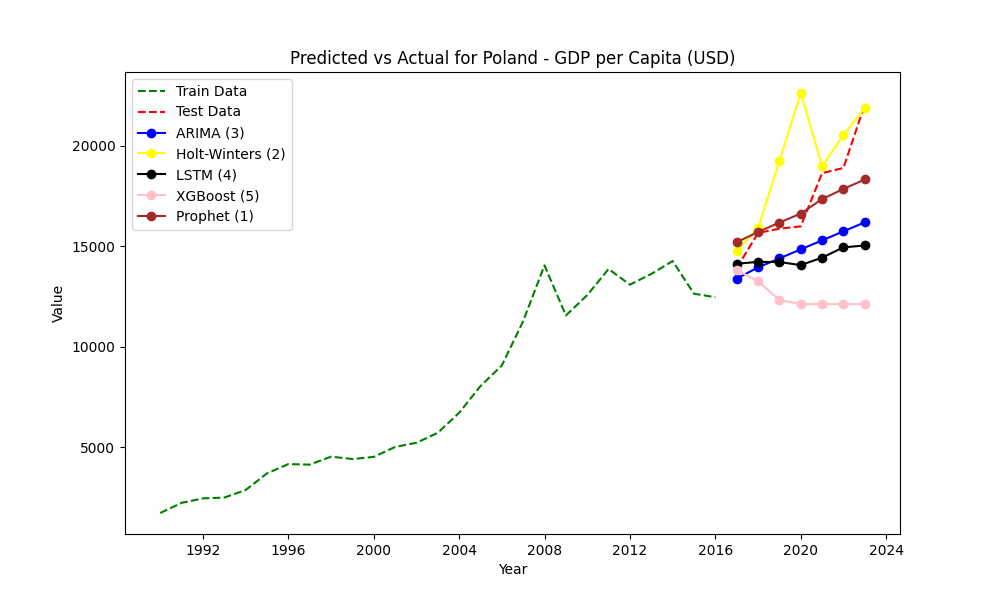 Predicted vs Actual for Poland - GDP per Capita (USD)
Train Data
Test Data
ARIMA (3)
Holt-Winters (2)
LSTM (4)
XGBoost (5)
Prophet (1)
20000
15000
10000
5000
Value
1992 1996 2000 2004 2008 2012 2016 2020 2024
Year